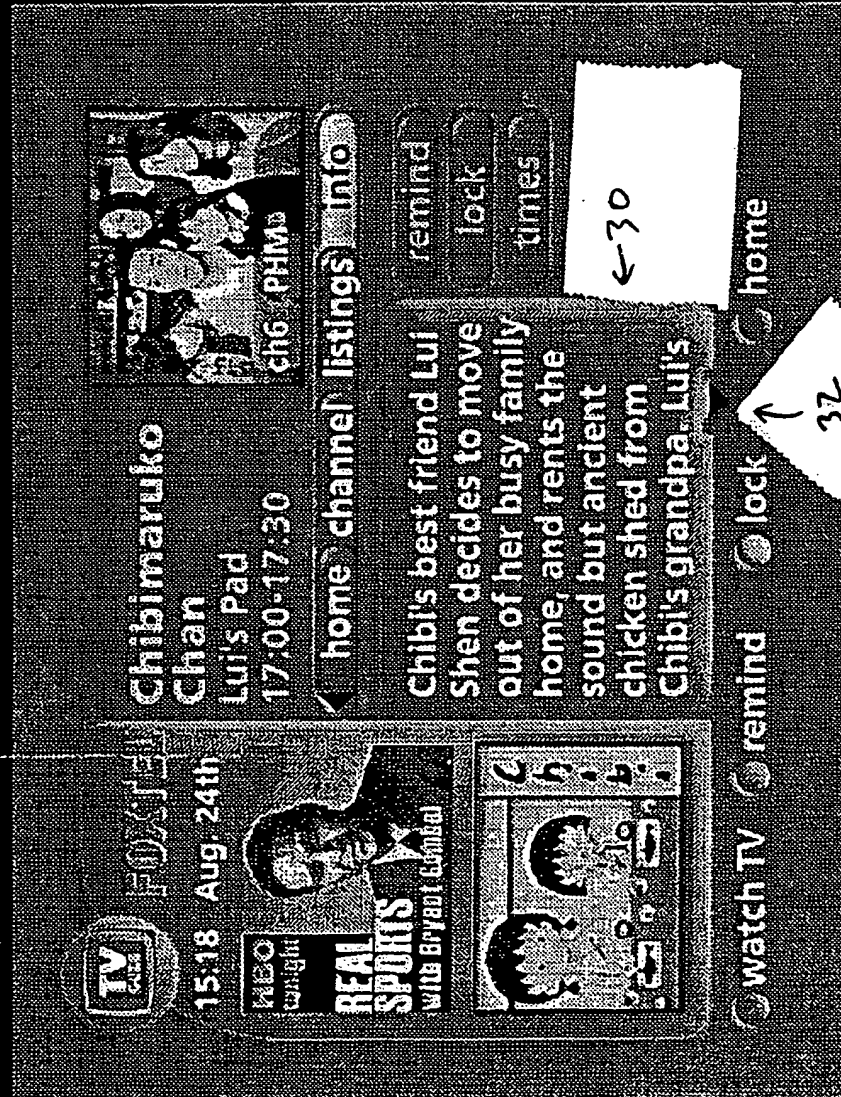 TV
GUIDE
FOXTEL
15:18 Aug. 24th
HBO
tonight
REAL
SPORTS
with Bryant Gumbel
Chibi
Chibimaruko
Chan
Lui's Pad
17:00-17:30
ch6
home channel listings info
Chibi's best friend Lui
Shen decides to move
out of her busy family
home, and rents the
sound but ancient
chicken shed from
Chibi's grandpa. Lui's
remind
lock
times
←30
32
watch TV remind lock home